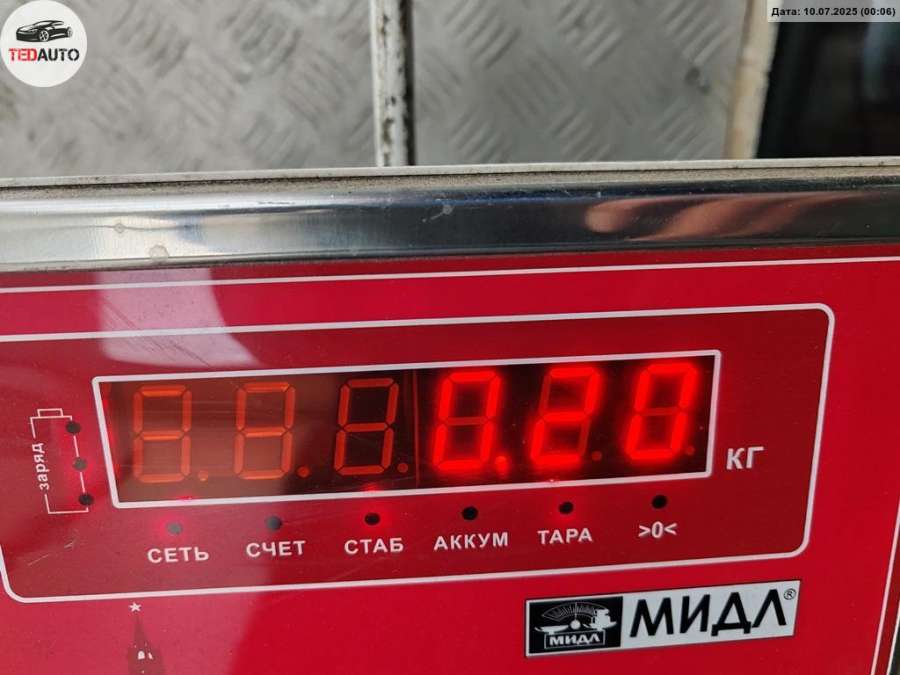 TEDAUTO
Дата: 10.07.2025 (00:06)
0.20
КГ
заряд
СЕТЬ СЧЕТ СТАБ АККУМ ТАРА >0<
МИДЛ МИДЛ®